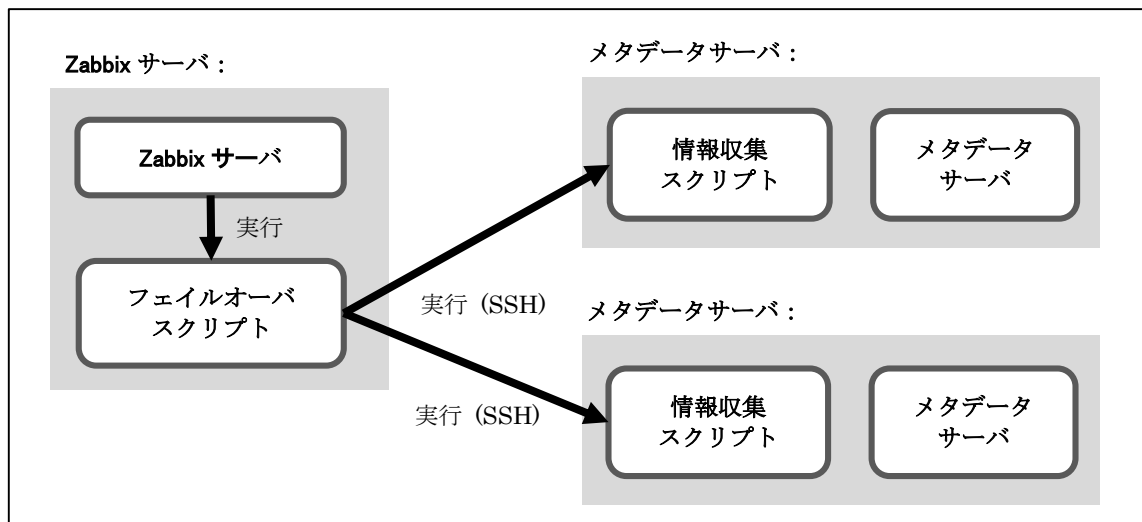 Zabbix サーバ：
Zabbix サーバ
実行
フェイルオーバ
スクリプト
実行 (SSH)
実行 (SSH)
メタデータサーバ：
情報収集
スクリプト
メタデータ
サーバ
メタデータサーバ：
情報収集
スクリプト
メタデータ
サーバ